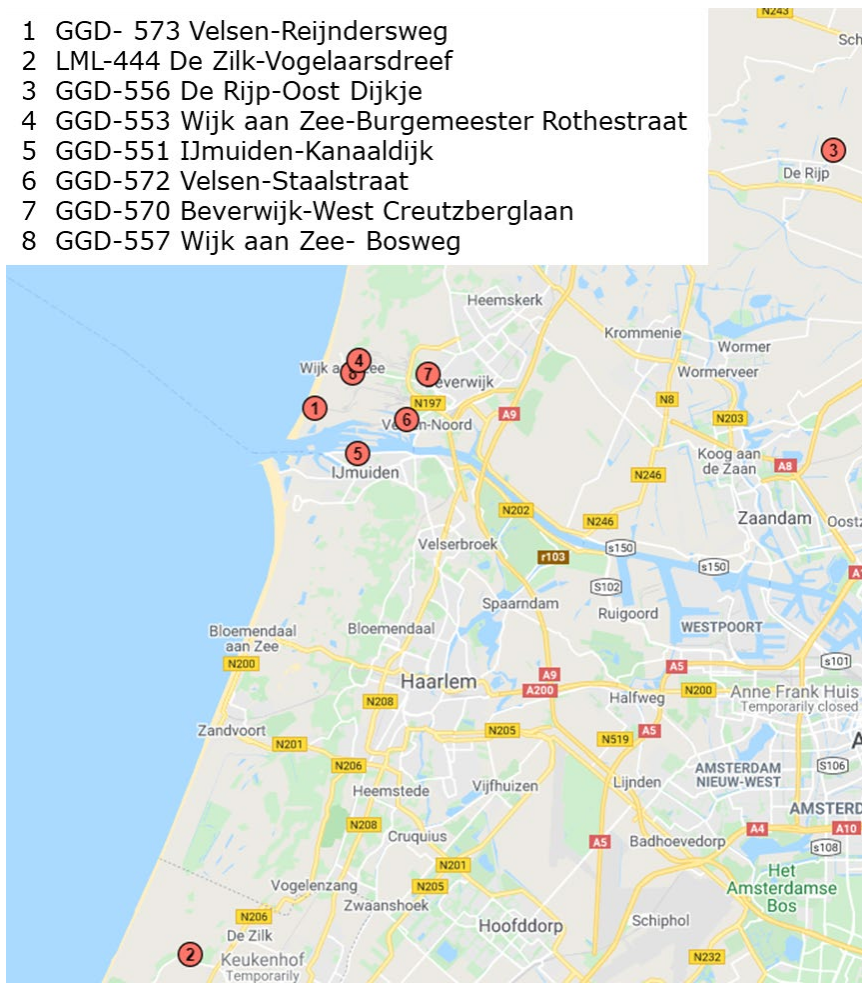 1 GGD- 573 Velsen-Reijndersweg
2 LML-444 De Zilk-Vogelaarsdreef
3 GGD-556 De Rijp-Oost Dijkje
4 GGD-553 Wijk aan Zee-Burgemeester Rothestraat
5 GGD-551 IJmuiden-Kanaaldijk
6 GGD-572 Velsen-Staalstraat
7 GGD-570 Beverwijk-West Creutzberglaan
8 GGD-557 Wijk aan Zee- Bosweg
N243
Sch
3
De Rijp
Heemskerk
Krommenie
Wormer
4
Wijk a
ee
8
7
everwijk
Wormerveer
1
N197
N8
6
A9
N203
Noord
5
Koog aan
de Zaan
A8
IJmuiden
N246
N202
N246
Zaandam
Oostz
Velserbroek
s150
r103
s150
A
S102
Spaarndam
Ruigoord
Bloemendaal
aan Zee
Bloemendaal
WESTPOORT
N200
s101
A5
Haarlem
A9
A200
N200
Anne Frank Huis
Temporarily closed
N208
Halfweg
Zandvoort
N205
A5
N201
N519
A
N206
S106
Heemstede
Vijfhuizen
Lijnden
AMSTERDAM
NIEUW-WEST
AMSTERD
N208
Cruquius
A4
A10
A5
Badhoevedorp
s108
N201
Het
Amsterdamse
Bos
Vogelenzang
N205
Zwaanshoek
N206
Hoofddorp
Schiphol
De Zilk
2
Keukenhof
Temporarily
N232